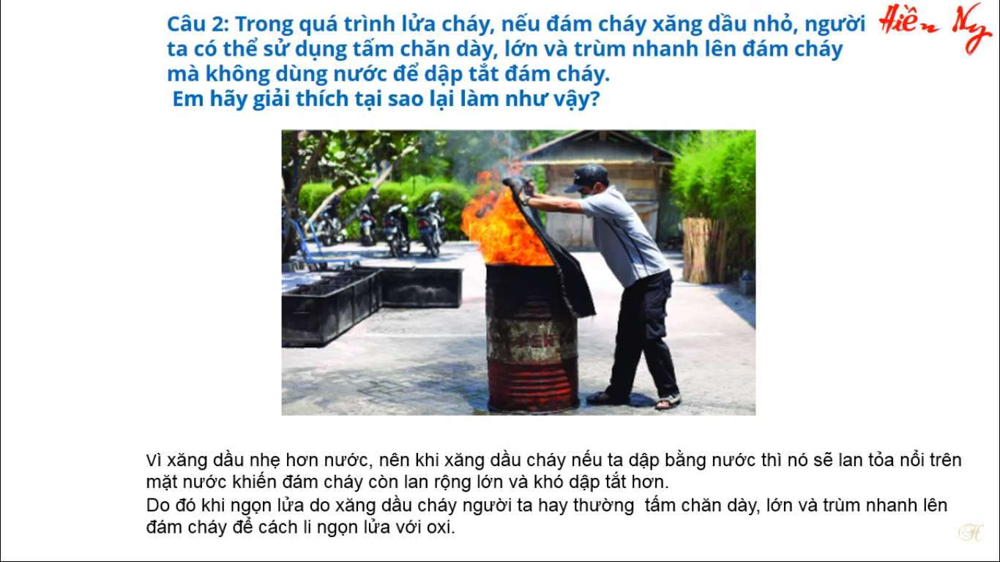 Câu 2: Trong quá trình lửa cháy, nếu đám cháy xăng dầu nhỏ, người
ta có thể sử dụng tấm chăn dày, lớn và trùm nhanh lên đám cháy
mà không dùng nước để dập tắt đám cháy.
Em hãy giải thích tại sao lại làm như vậy?
Hiền Ny
Vì xăng dầu nhẹ hơn nước, nên khi xăng dầu cháy nếu ta dập bằng nước thì nó sẽ lan tỏa nổi trên
mặt nước khiến đám cháy còn lan rộng lớn và khó dập tắt hơn.
Do đó khi ngọn lửa do xăng dầu cháy người ta hay thường  tấm chăn dày, lớn và trùm nhanh lên
đám cháy để cách li ngọn lửa với oxi.
H